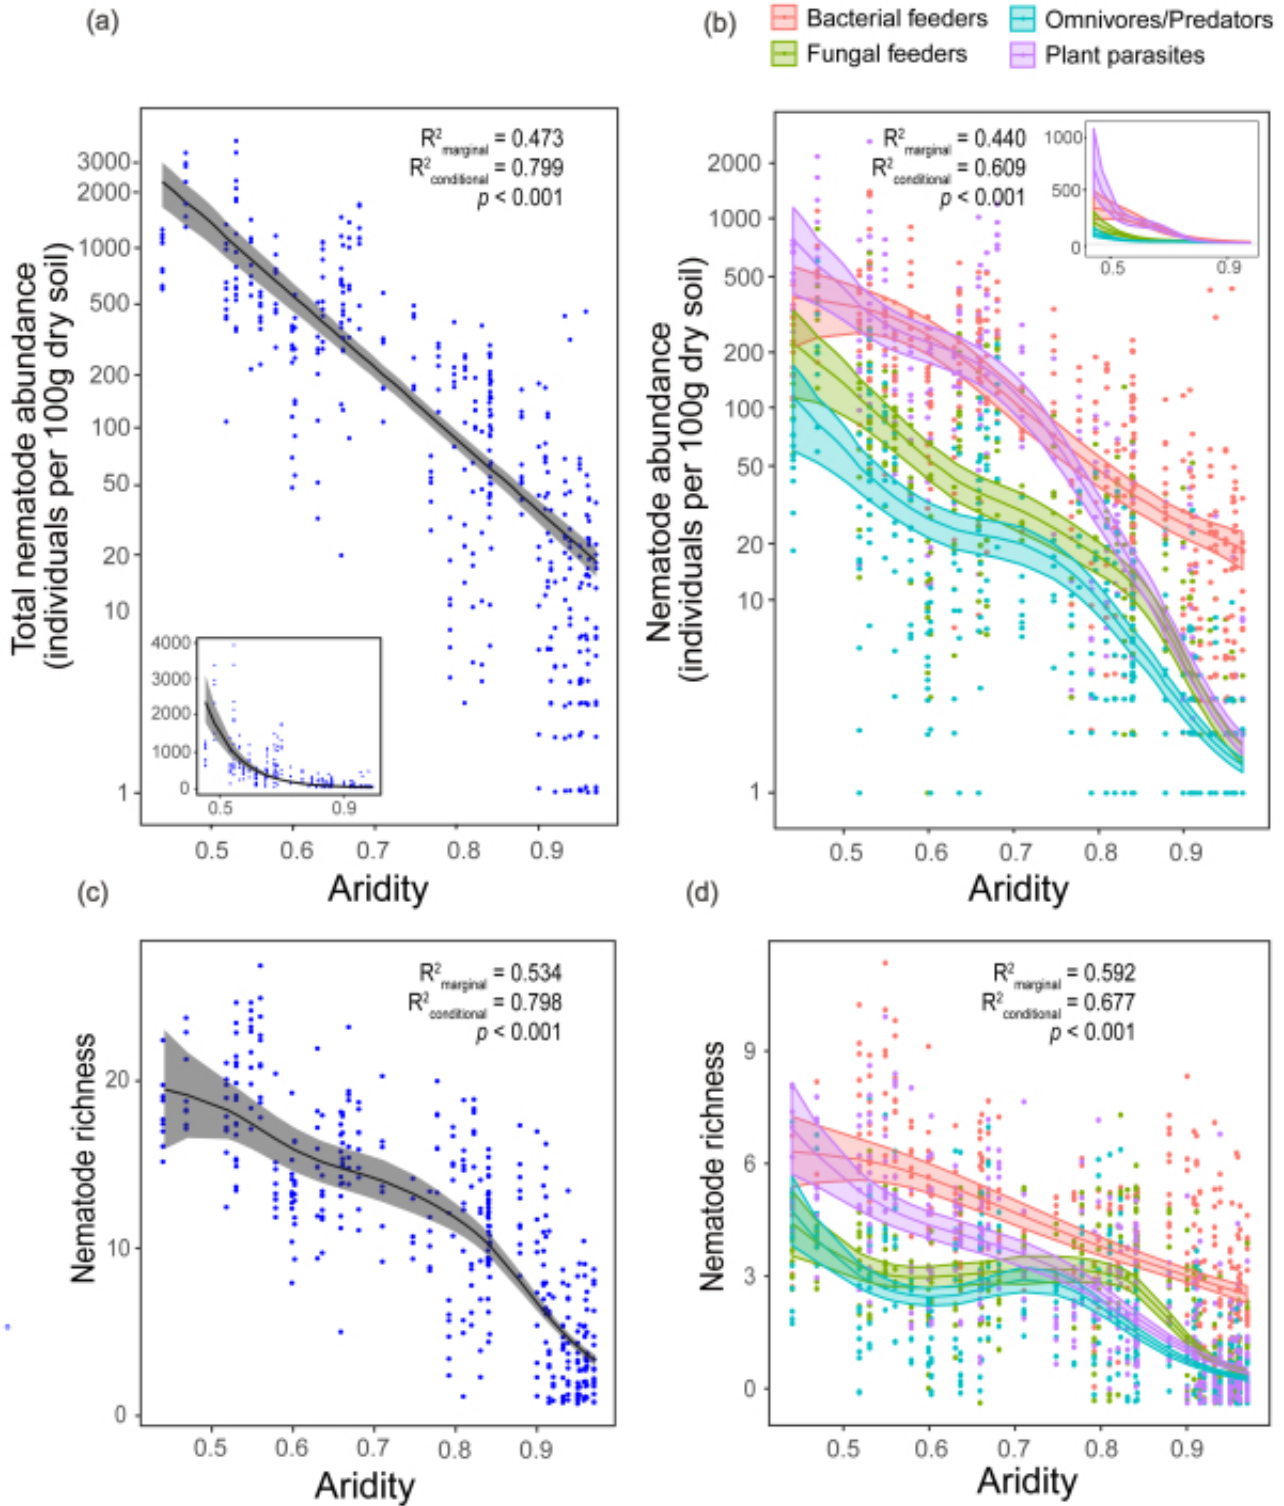 (a)
(b)
Bacterial feeders
Omnivores/Predators
Fungal feeders
Plant parasites
Total nematode abundance
(individuals per 100g dry soil)
3000
2000
1000
500
200
100
50
20
10
1
R²marginal = 0.473
R²conditional = 0.799
p < 0.001
4000
3000
2000
1000
0
0.5 0.9
0.5 0.6 0.7 0.8 0.9
Aridity
Nematode abundance
(individuals per 100g dry soil)
2000
1000
500
200
100
50
20
10
1
R²marginal = 0.440
R²conditional = 0.609
p < 0.001
1000
500
0
0.5 0.9
0.5 0.6 0.7 0.8 0.9
Aridity
(c)
Nematode richness
20
10
0
R²marginal = 0.534
R²conditional = 0.798
p < 0.001
0.5 0.6 0.7 0.8 0.9
Aridity
(d)
Nematode richness
9
6
3
0
R²marginal = 0.592
R²conditional = 0.677
p < 0.001
0.5 0.6 0.7 0.8 0.9
Aridity